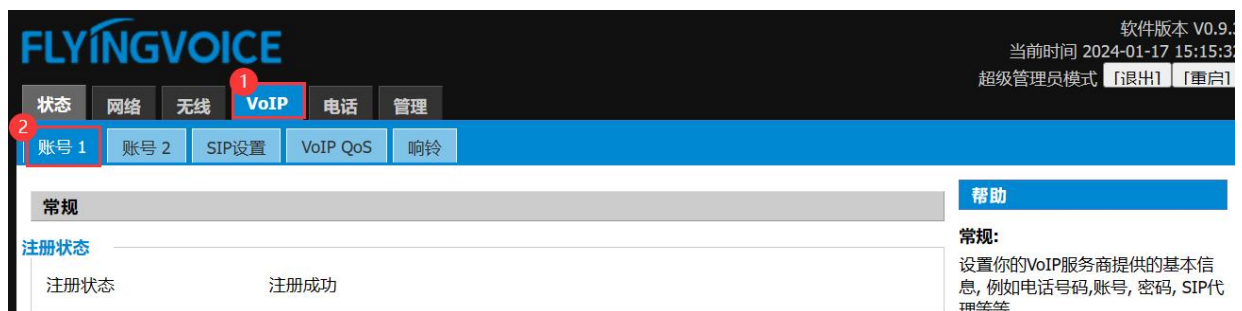 FLYINGVOICE
软件版本 V0.9.3
当前时间 2024-01-17 15:15:32
超级管理员模式 [退出] [重启]
1
状态 网络 无线 VoIP 电话 管理
2
账号 1 账号 2 SIP设置 VoIP QoS 响铃
常规
注册状态
注册状态 注册成功
帮助
常规:
设置你的VoIP服务商提供的基本信
息, 例如电话号码,账号, 密码, SIP代
理等等